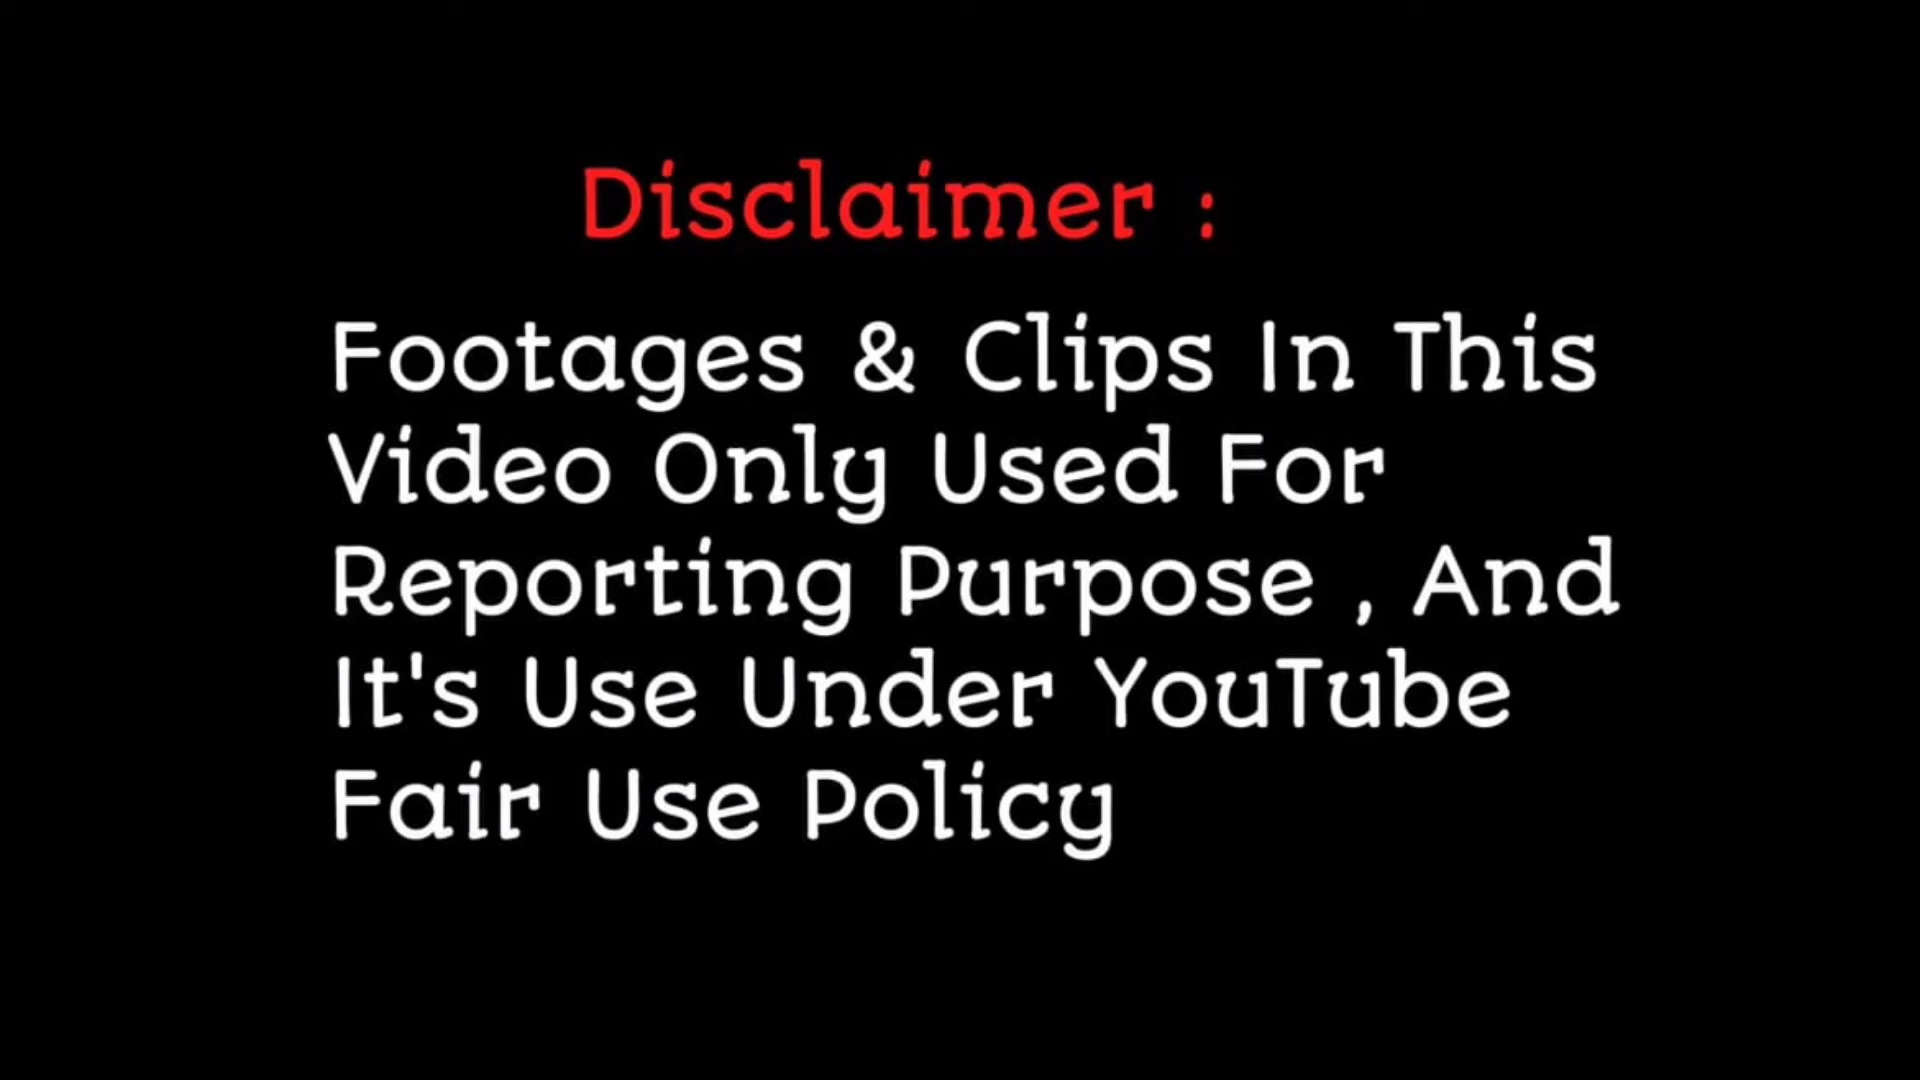 Disclaimer :
Footages & Clips In This
Video Only Used For
Reporting Purpose , And
It's Use Under YouTube
Fair Use Policy